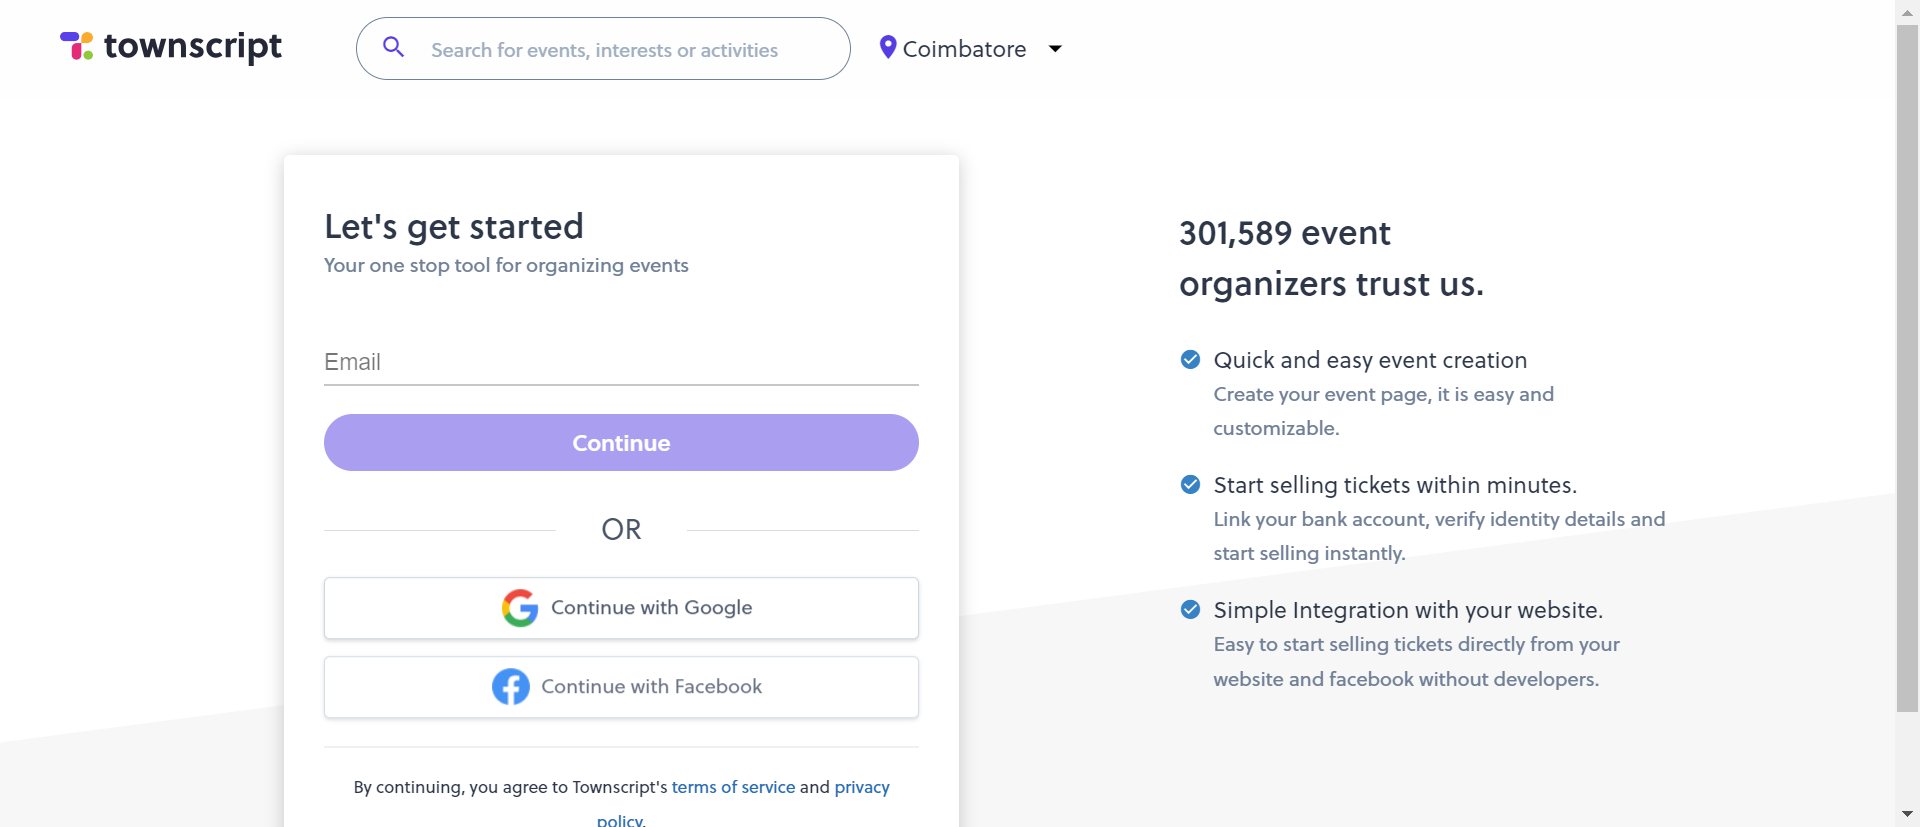 townscript
Search for events, interests or activities
Coimbatore
Let's get started
Your one stop tool for organizing events
Email
Continue
OR
Continue with Google
Continue with Facebook
By continuing, you agree to Townscript's terms of service and privacy
policy.
301,589 event
organizers trust us.
Quick and easy event creation
Create your event page, it is easy and
customizable.
Start selling tickets within minutes.
Link your bank account, verify identity details and
start selling instantly.
Simple Integration with your website.
Easy to start selling tickets directly from your
website and facebook without developers.